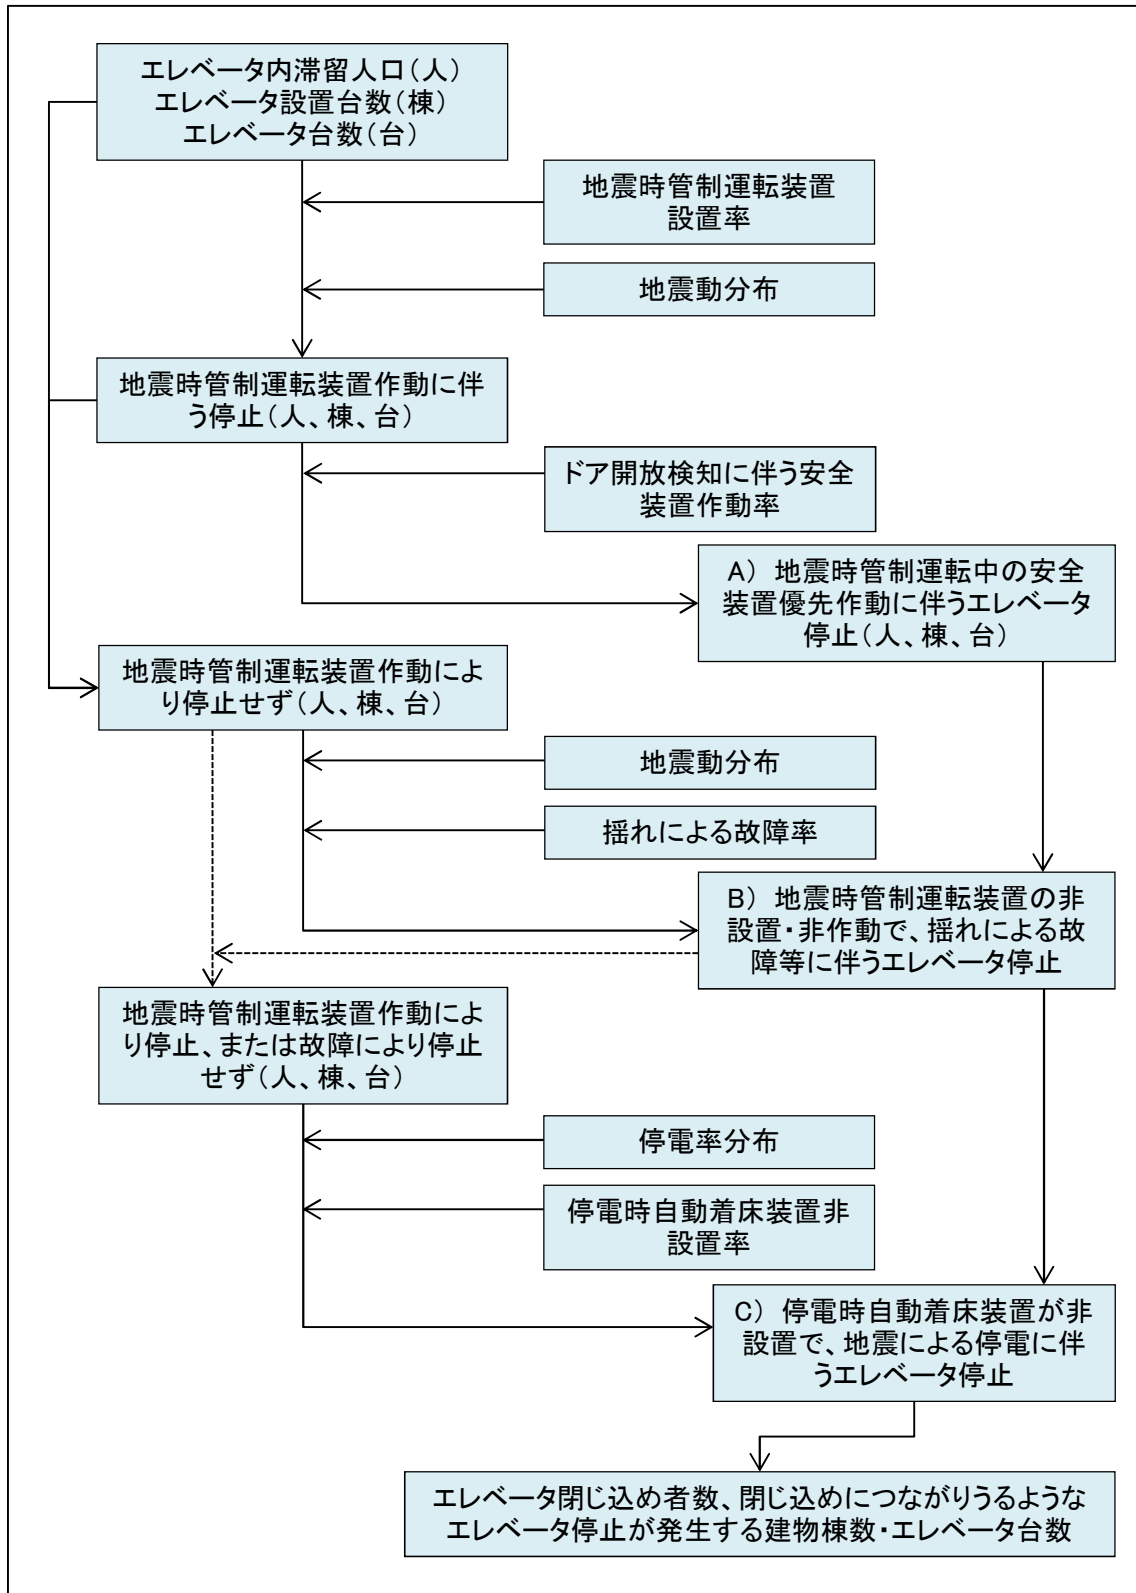 エレベータ内滞留人口(人)
エレベータ設置台数(棟)
エレベータ台数(台)
地震時管制運転装置
設置率
地震動分布
地震時管制運転装置作動に伴
う停止(人、棟、台)
ドア開放検知に伴う安全
装置作動率
A) 地震時管制運転中の安全
装置優先作動に伴うエレベータ
停止(人、棟、台)
地震時管制運転装置作動によ
り停止せず(人、棟、台)
地震動分布
揺れによる故障率
B) 地震時管制運転装置の非
設置・非作動で、揺れによる故
障等に伴うエレベータ停止
地震時管制運転装置作動によ
り停止、または故障により停止
せず(人、棟、台)
停電率分布
停電時自動着床装置非
設置率
C) 停電時自動着床装置が非
設置で、地震による停電に伴
うエレベータ停止
エレベータ閉じ込め者数、閉じ込めにつながりうるような
エレベータ停止が発生する建物棟数・エレベータ台数